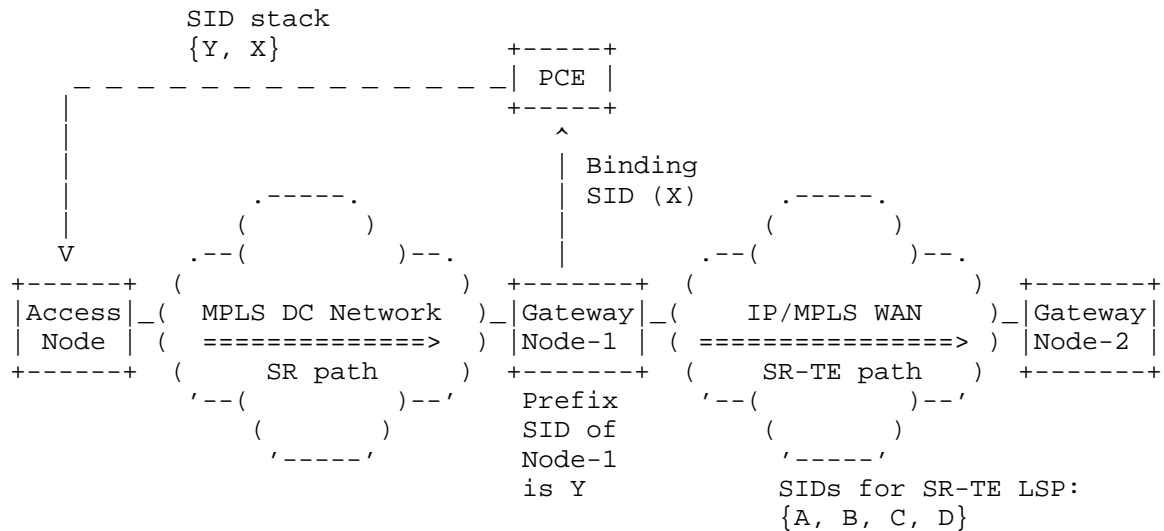 SID stack
{Y, X}
PCE
Binding
SID (X)
Access Node
MPLS DC Network
SR path
Gateway Node-1
IP/MPLS WAN
SR-TE path
Gateway Node-2
Prefix
SID of
Node-1
is Y
SIDs for SR-TE LSP:
{A, B, C, D}